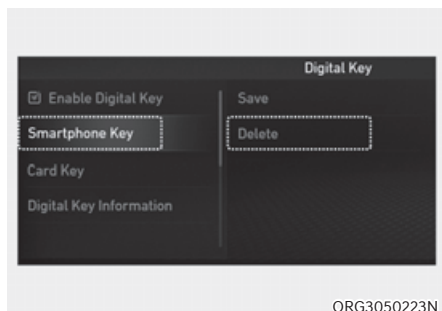 Digital Key
Enable Digital Key
Save
Smartphone Key
Delete
Card Key
Digital Key Information
ORG3050223N